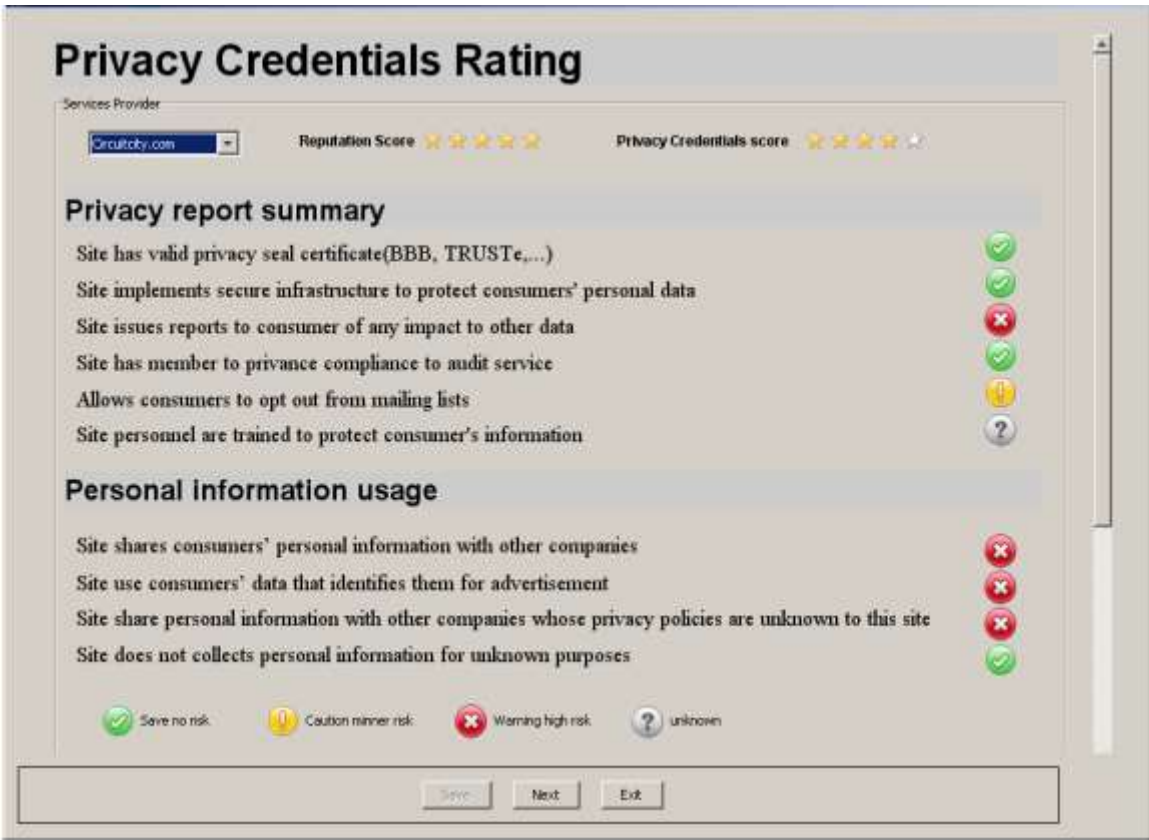 Privacy Credentials Rating
Services Provider
Circuitcity.com
Reputation Score
Privacy Credentials score
Privacy report summary
Site has valid privacy seal certificate(BBB, TRUSTe,...)
Site implements secure infrastructure to protect consumers' personal data
Site issues reports to consumer of any impact to other data
Site has member to privance compliance to audit service
Allows consumers to opt out from mailing lists
Site personnel are trained to protect consumer's information
Personal information usage
Site shares consumers’ personal information with other companies
Site use consumers’ data that identifies them for advertisement
Site share personal information with other companies whose privacy policies are unknown to this site
Site does not collects personal information for unknown purposes
Save no risk
Caution minner risk
Warning high risk
unknown
Save
Next
Exit